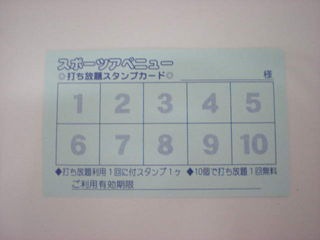 スポーツアベニュー
◎打ち放題スタンプカード◎ 様
1 2 3 4 5
6 7 8 9 10
◆打ち放題利用1回に付スタンプ1ヶ ◆10個で打ち放題1回無料
ご利用有効期限